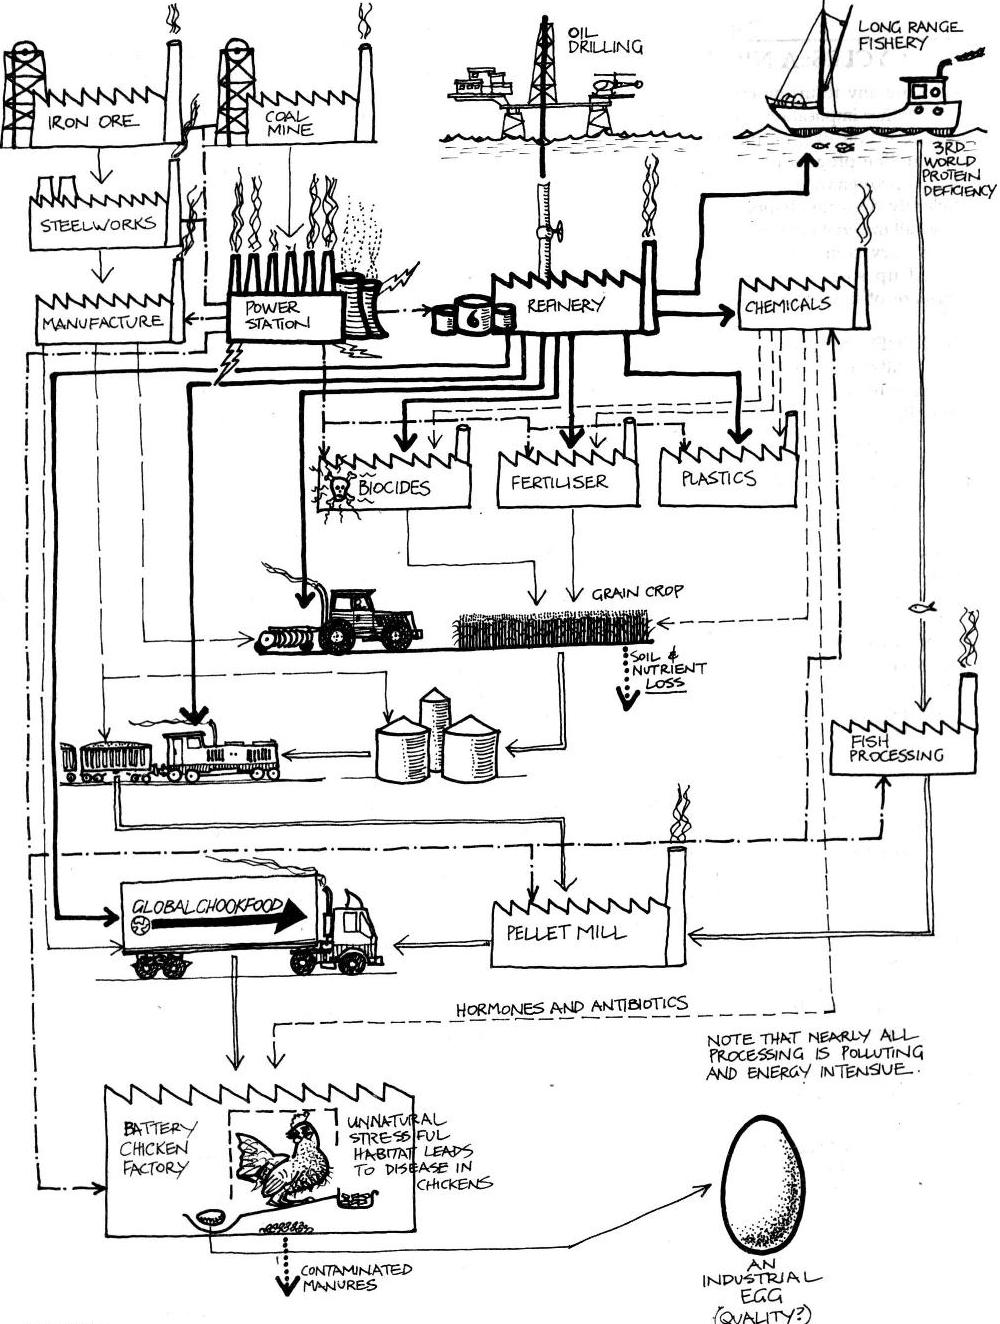 OIL
DRILLING
LONG RANGE
FISHERY
IRON ORE
COAL
MINE
3RD
WORLD
PROTEIN
DEFICIENCY
STEELWORKS
MANUFACTURE
POWER
STATION
6
REFINERY
CHEMICALS
BIOCIDES
FERTILISER
PLASTICS
GRAIN CROP
SOIL &
NUTRIENT
LOSS
FISH
PROCESSING
GLOBAL CHOOKFOOD
PELLET MILL
HORMONES AND ANTIBIOTICS
NOTE THAT NEARLY ALL
PROCESSING IS POLLUTING
AND ENERGY INTENSIVE.
BATTERY
CHICKEN
FACTORY
UNNATURAL
STRESSFUL
HABITAT LEADS
TO DISEASE IN
CHICKENS
CONTAMINATED
MANURES
AN
INDUSTRIAL
EGG
(QUALITY?)